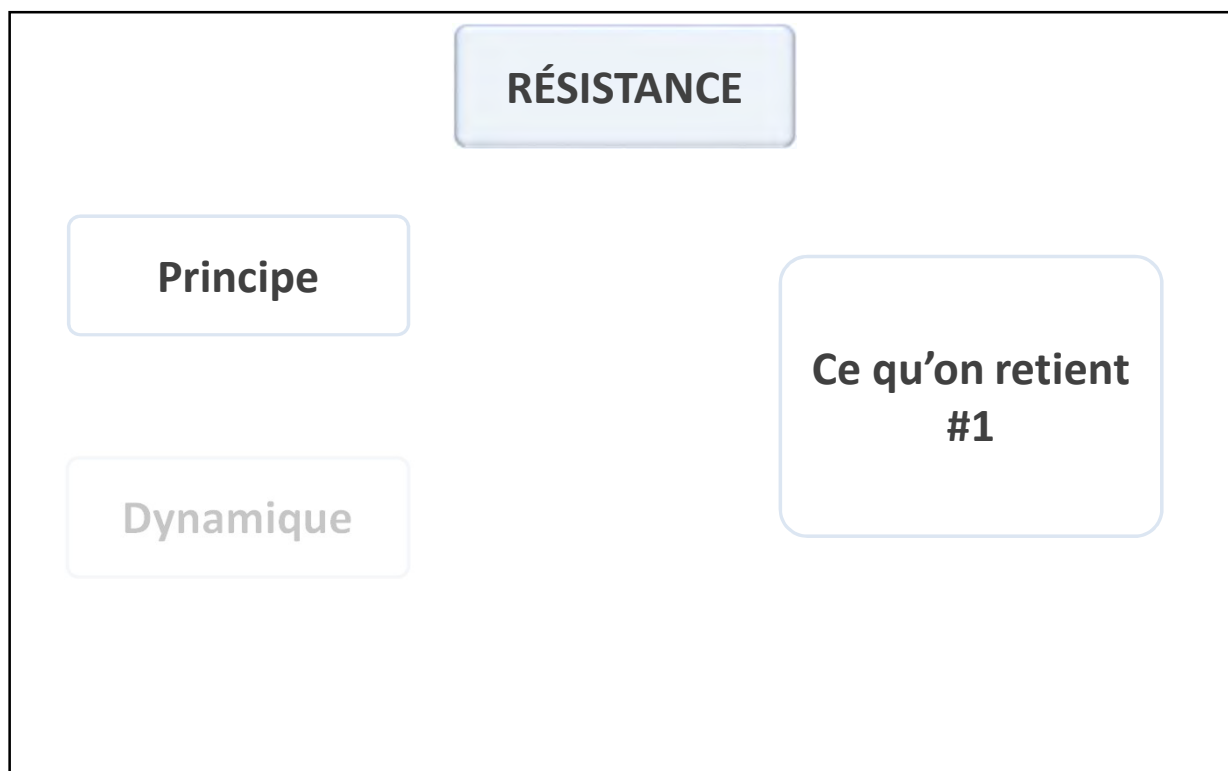 RÉSISTANCE
Principe
Ce qu’on retient
#1
Dynamique